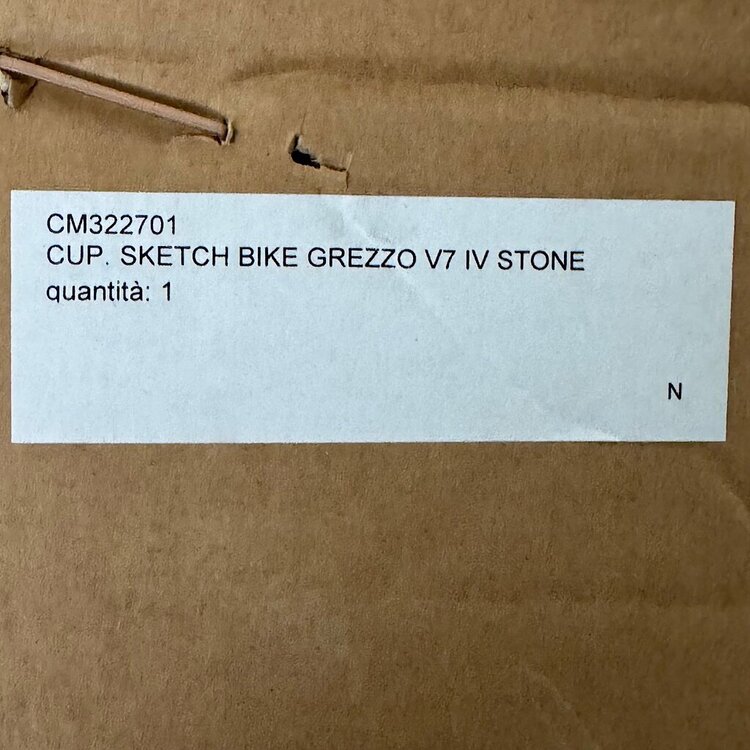 CM322701
CUP. SKETCH BIKE GREZZO V7 IV STONE
quantità: 1
N